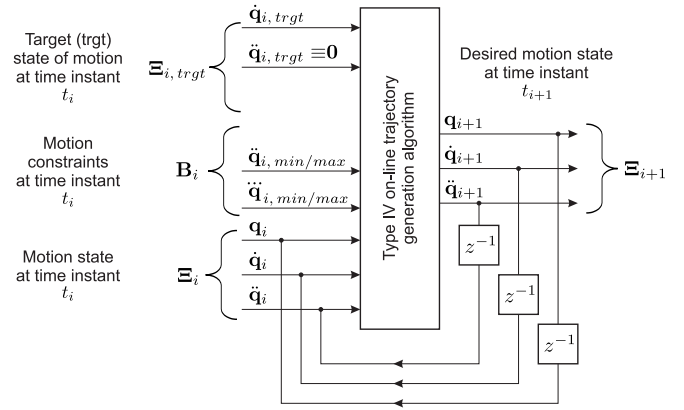 Target (trgt)
state of motion
at time instant
t_i
Ξ_{i, trgt}
q̇_{i, trgt}
q̈_{i, trgt} ≡ 0
Motion
constraints
at time instant
t_i
B_i
q̈_{i, min/max}
q⃛_{i, min/max}
Motion state
at time instant
t_i
Ξ_i
q_i
q̇_i
q̈_i
Type IV on-line trajectory
generation algorithm
Desired motion state
at time instant
t_{i+1}
q_{i+1}
q̇_{i+1}
q̈_{i+1}
Ξ_{i+1}
z^{-1}
z^{-1}
z^{-1}